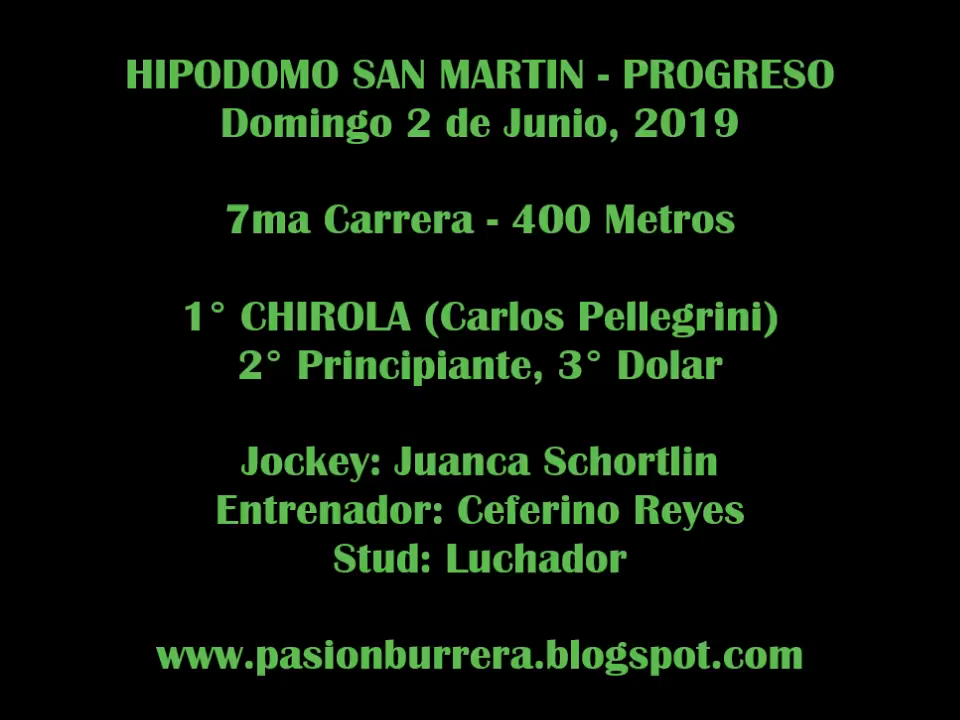 HIPODOMO SAN MARTIN - PROGRESO
Domingo 2 de Junio, 2019
7ma Carrera - 400 Metros
1° CHIROLA (Carlos Pellegrini)
2° Principiante, 3° Dolar
Jockey: Juanca Schortlin
Entrenador: Ceferino Reyes
Stud: Luchador
www.pasionburrera.blogspot.com